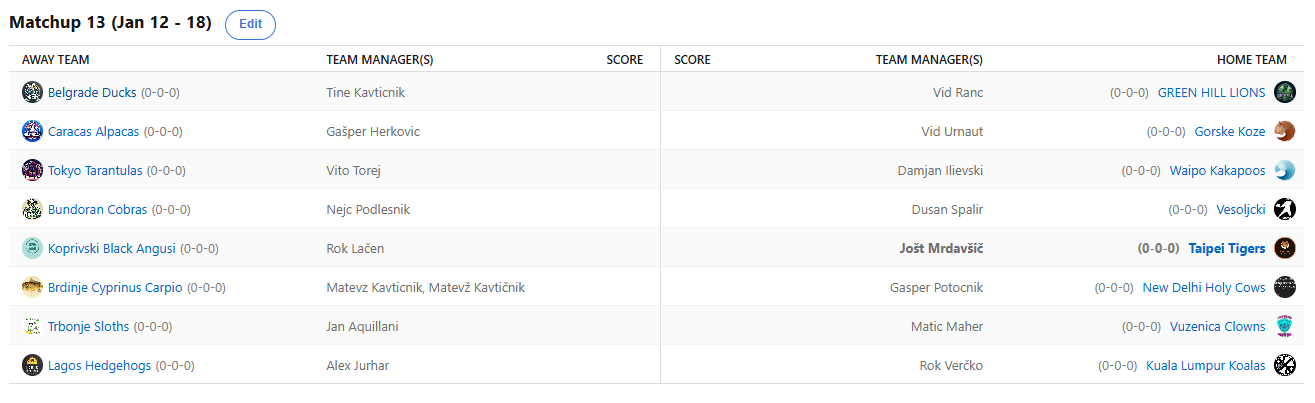 Matchup 13 (Jan 12 - 18) Edit
AWAY TEAM TEAM MANAGER(S) SCORE SCORE TEAM MANAGER(S) HOME TEAM
Belgrade Ducks (0-0-0) Tine Kavticnik Vid Ranc (0-0-0) GREEN HILL LIONS
Caracas Alpacas (0-0-0) Gašper Herkovic Vid Urnaut (0-0-0) Gorske Koze
Tokyo Tarantulas (0-0-0) Vito Torej Damjan Ilievski (0-0-0) Waipo Kakapoos
Bundoran Cobras (0-0-0) Nejc Podlesnik Dusan Spalir (0-0-0) Vesoljcki
Koprivski Black Angusi (0-0-0) Rok Lačen Jošt Mrdavšič (0-0-0) Taipei Tigers
Brdinje Cyprinus Carpio (0-0-0) Matevz Kavticnik, Matevž Kavtičnik Gasper Potocnik (0-0-0) New Delhi Holy Cows
Trbonje Sloths (0-0-0) Jan Aquillani Matic Maher (0-0-0) Vuzenica Clowns
Lagos Hedgehogs (0-0-0) Alex Jurhar Rok Verčko (0-0-0) Kuala Lumpur Koalas